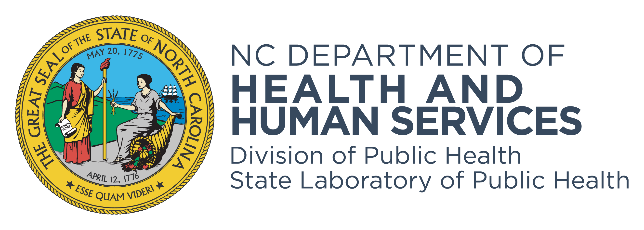 THE GREAT SEAL OF THE STATE OF NORTH CAROLINA
MAY 20, 1775
APRIL 12, 1776
★ ESSE QUAM VIDERI ★
NC DEPARTMENT OF
HEALTH AND
HUMAN SERVICES
Division of Public Health
State Laboratory of Public Health